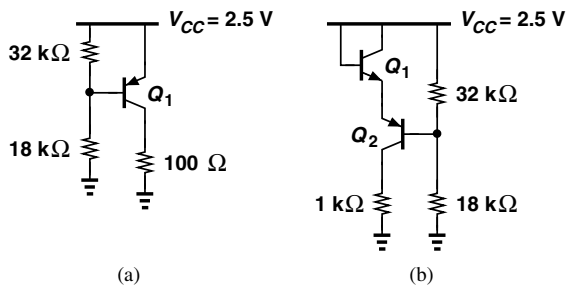 V_CC = 2.5 V
32 kΩ
Q_1
18 kΩ
100 Ω
(a)
V_CC = 2.5 V
Q_1
32 kΩ
Q_2
1 kΩ
18 kΩ
(b)